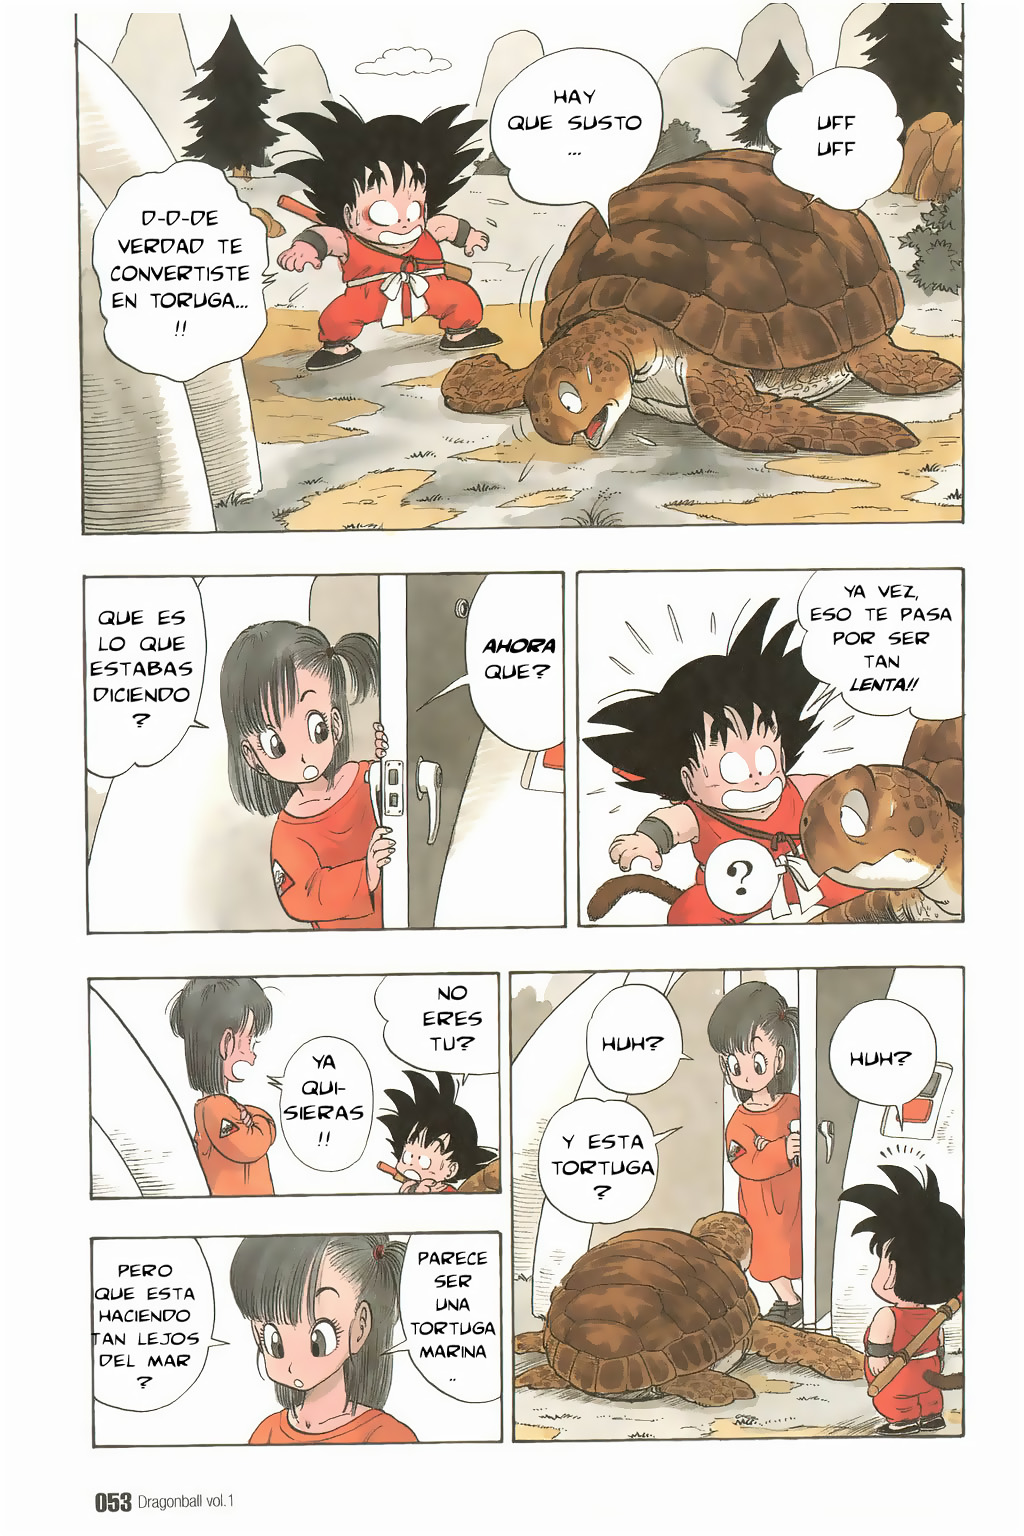 UFF
UFF
HAY
QUE SUSTO
...
D-D-DE
VERDAD TE
CONVERTISTE
EN TORUGA...
!!
YA VEZ,
ESO TE PASA
POR SER
TAN
LENTA!!
?
AHORA
QUE?
QUE ES
LO QUE
ESTABAS
DICIENDO
?
HUH?
HUH?
Y ESTA
TORTUGA
?
NO
ERES
TU?
YA
QUI-
SIERAS
!!
PARECE
SER
UNA
TORTUGA
MARINA
..
PERO
QUE ESTA
HACIENDO
TAN LEJOS
DEL MAR
?
053 Dragonball vol.1